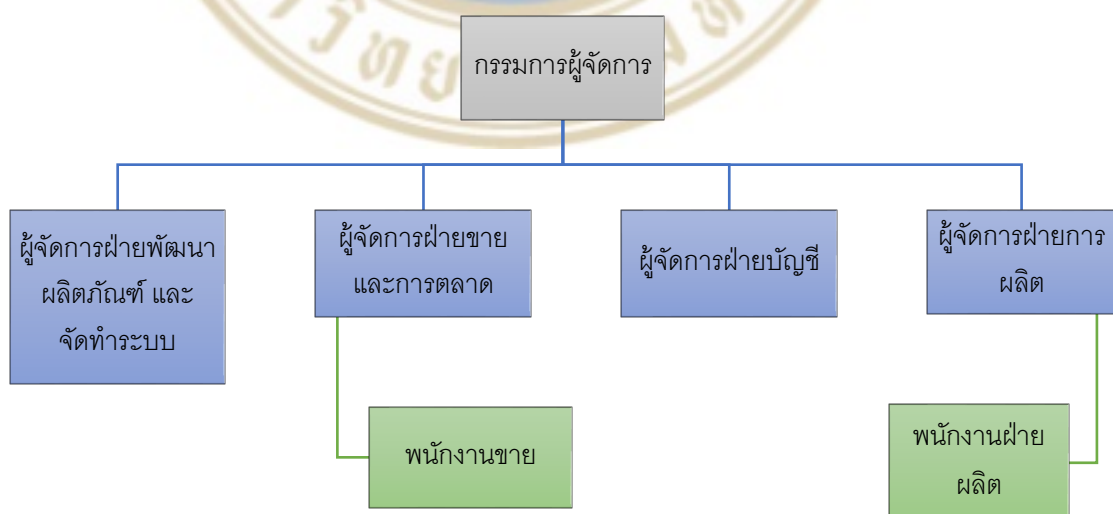 กรรมการผู้จัดการ
ผู้จัดการฝ่ายพัฒนา
ผลิตภัณฑ์ และ
จัดทำระบบ
ผู้จัดการฝ่ายขาย
และการตลาด
ผู้จัดการฝ่ายบัญชี
ผู้จัดการฝ่ายการ
ผลิต
พนักงานขาย
พนักงานฝ่าย
ผลิต